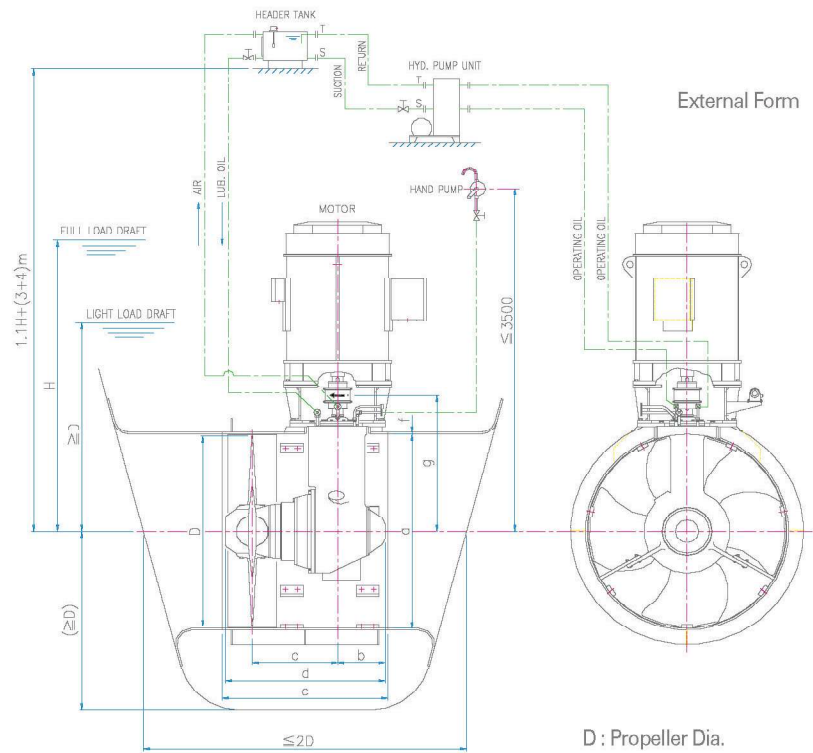 HEADER TANK
T
T
S
RETURN
SUCTION
HYD. PUMP UNIT
T
T
S
External Form
AIR
LUB. OIL
HAND PUMP
T
MOTOR
OPERATING OIL
OPERATING OIL
FULL LOAD DRAFT
LIGHT LOAD DRAFT
1.1H+(3+4)m
H
≧D
≤3500
f
g
D
a
(≧D)
c
b
d
c
≤2D
D : Propeller Dia.